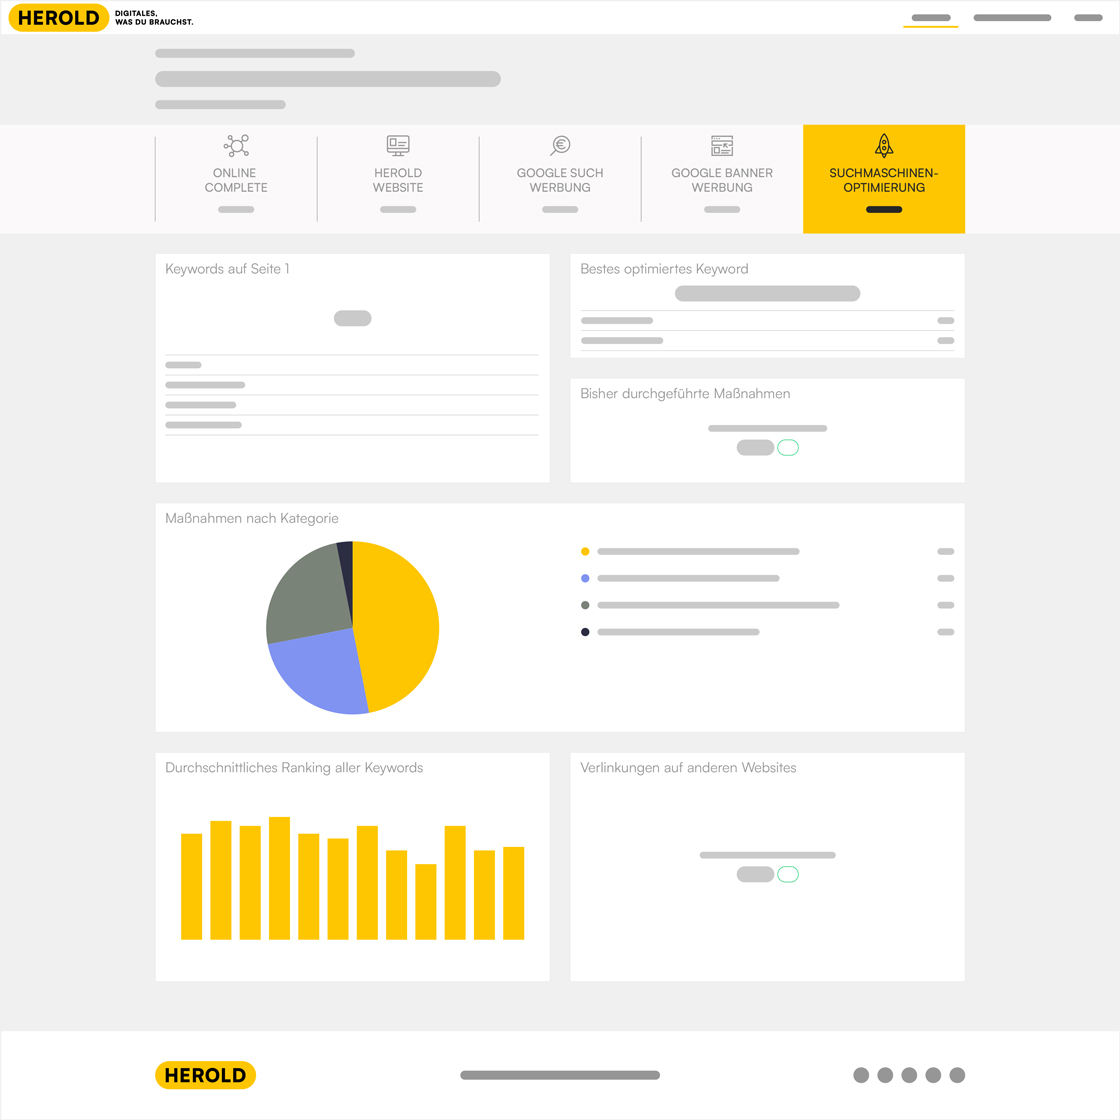 HEROLD
DIGITALES,
WAS DU BRAUCHST.
ONLINE
COMPLETE
HEROLD
WEBSITE
GOOGLE SUCH
WERBUNG
GOOGLE BANNER
WERBUNG
SUCHMASCHINEN-
OPTIMIERUNG
Keywords auf Seite 1
Bestes optimiertes Keyword
Bisher durchgeführte Maßnahmen
Maßnahmen nach Kategorie
Durchschnittliches Ranking aller Keywords
Verlinkungen auf anderen Websites
HEROLD